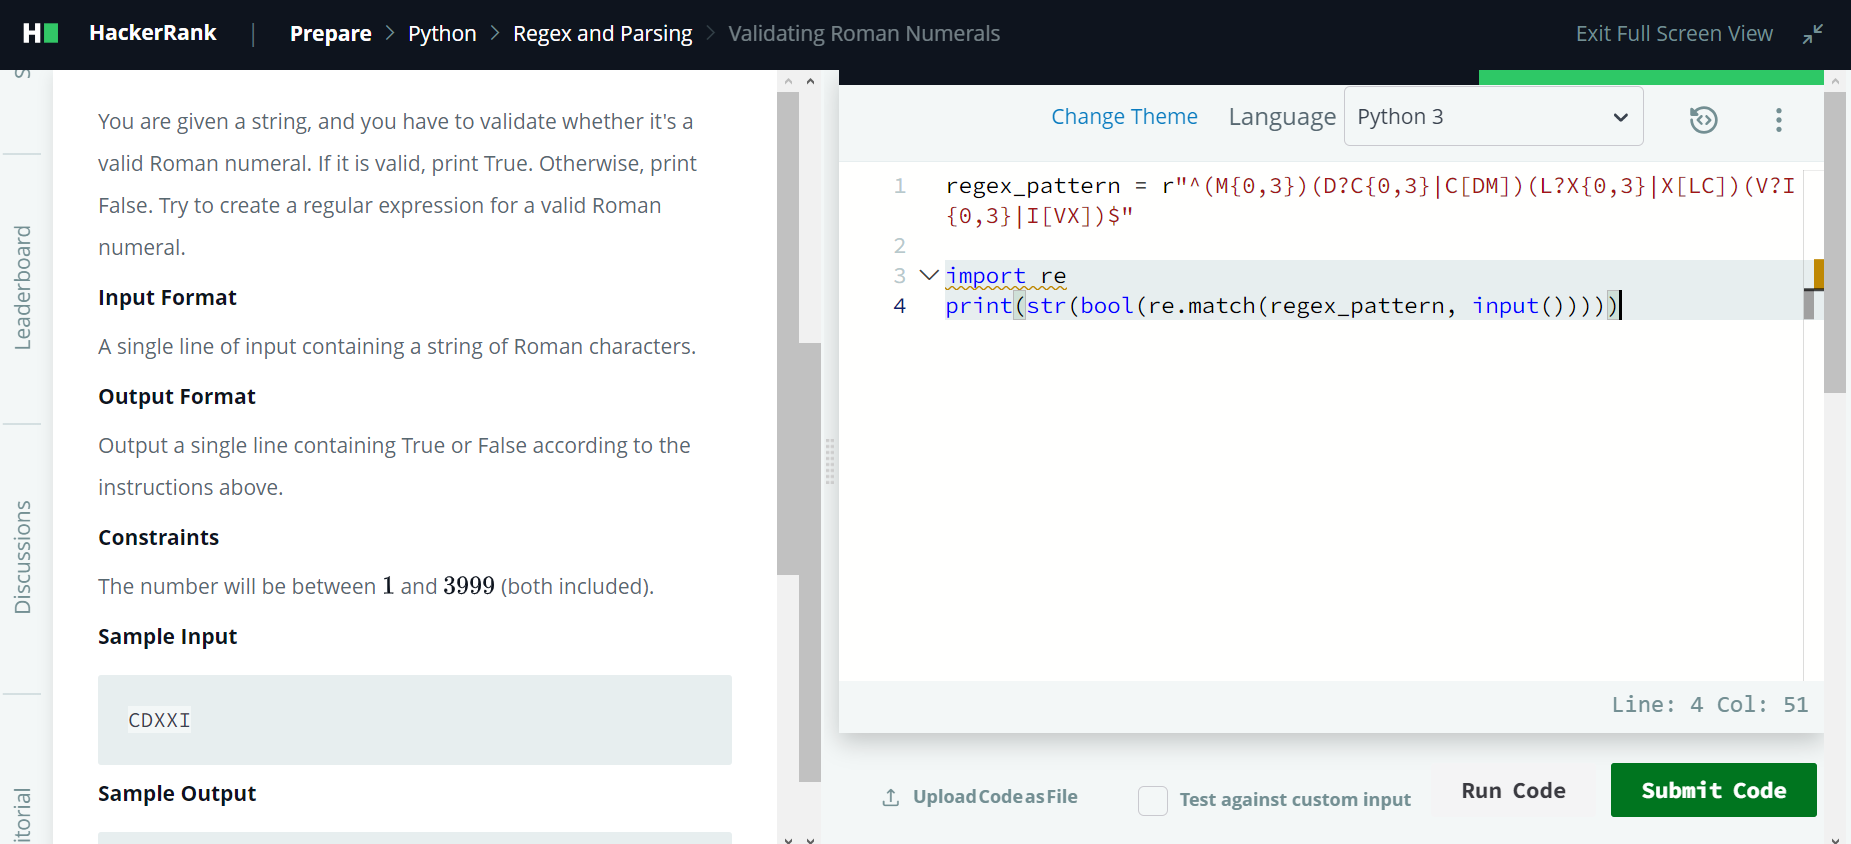 HackerRank | Prepare > Python > Regex and Parsing > Validating Roman Numerals
Exit Full Screen View
Leaderboard
Discussions
You are given a string, and you have to validate whether it's a
valid Roman numeral. If it is valid, print True. Otherwise, print
False. Try to create a regular expression for a valid Roman
numeral.
Input Format
A single line of input containing a string of Roman characters.
Output Format
Output a single line containing True or False according to the
instructions above.
Constraints
The number will be between 1 and 3999 (both included).
Sample Input
CDXXI
Sample Output
Change Theme Language Python 3
1 regex_pattern = r"^(M{0,3})(D?C{0,3}|C[DM])(L?X{0,3}|X[LC])(V?I
{0,3}|I[VX])$"
2
3 import re
4 print(str(bool(re.match(regex_pattern, input()))))
Line: 4 Col: 51
Upload Code as File
Test against custom input
Run Code
Submit Code